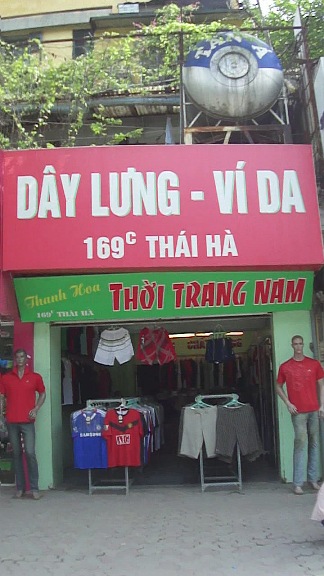 DÂY LƯNG - VÍ DA
169C THÁI HÀ
Thanh Hoa
THỜI TRANG NAM
169C THÁI HÀ
SAMSUNG